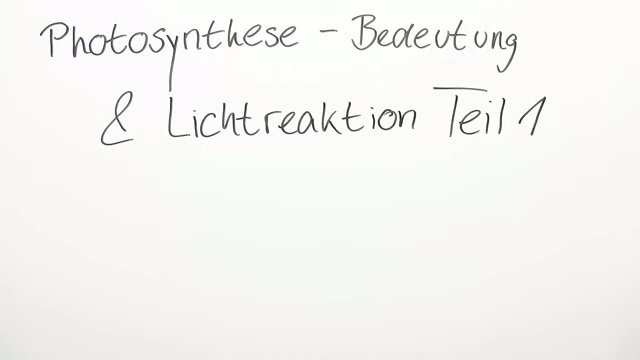 Photosynthese – Bedeutung
& Lichtreaktion Teil 1